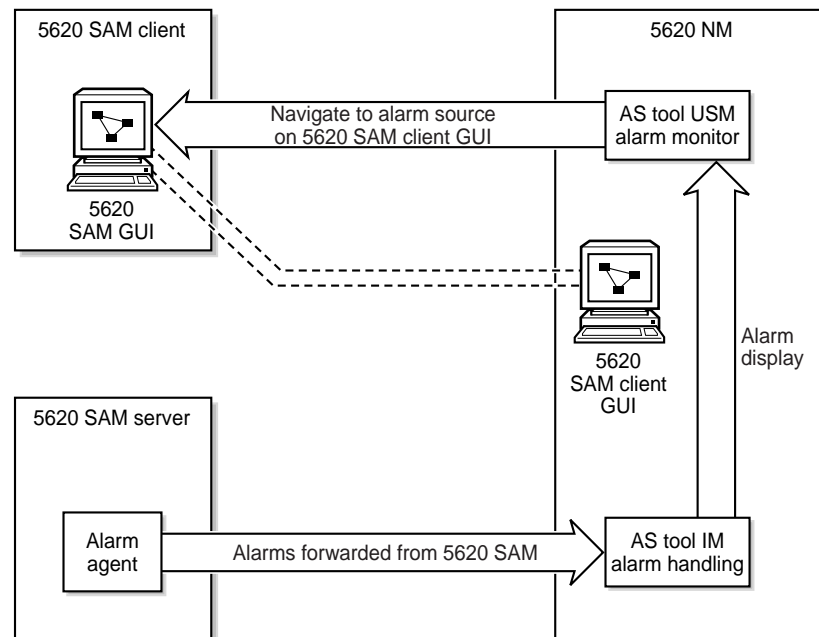 5620 SAM client
5620 NM
Navigate to alarm source
on 5620 SAM client GUI
AS tool USM
alarm monitor
5620
SAM GUI
Alarm
display
5620
SAM client
GUI
5620 SAM server
Alarm
agent
Alarms forwarded from 5620 SAM
AS tool IM
alarm handling